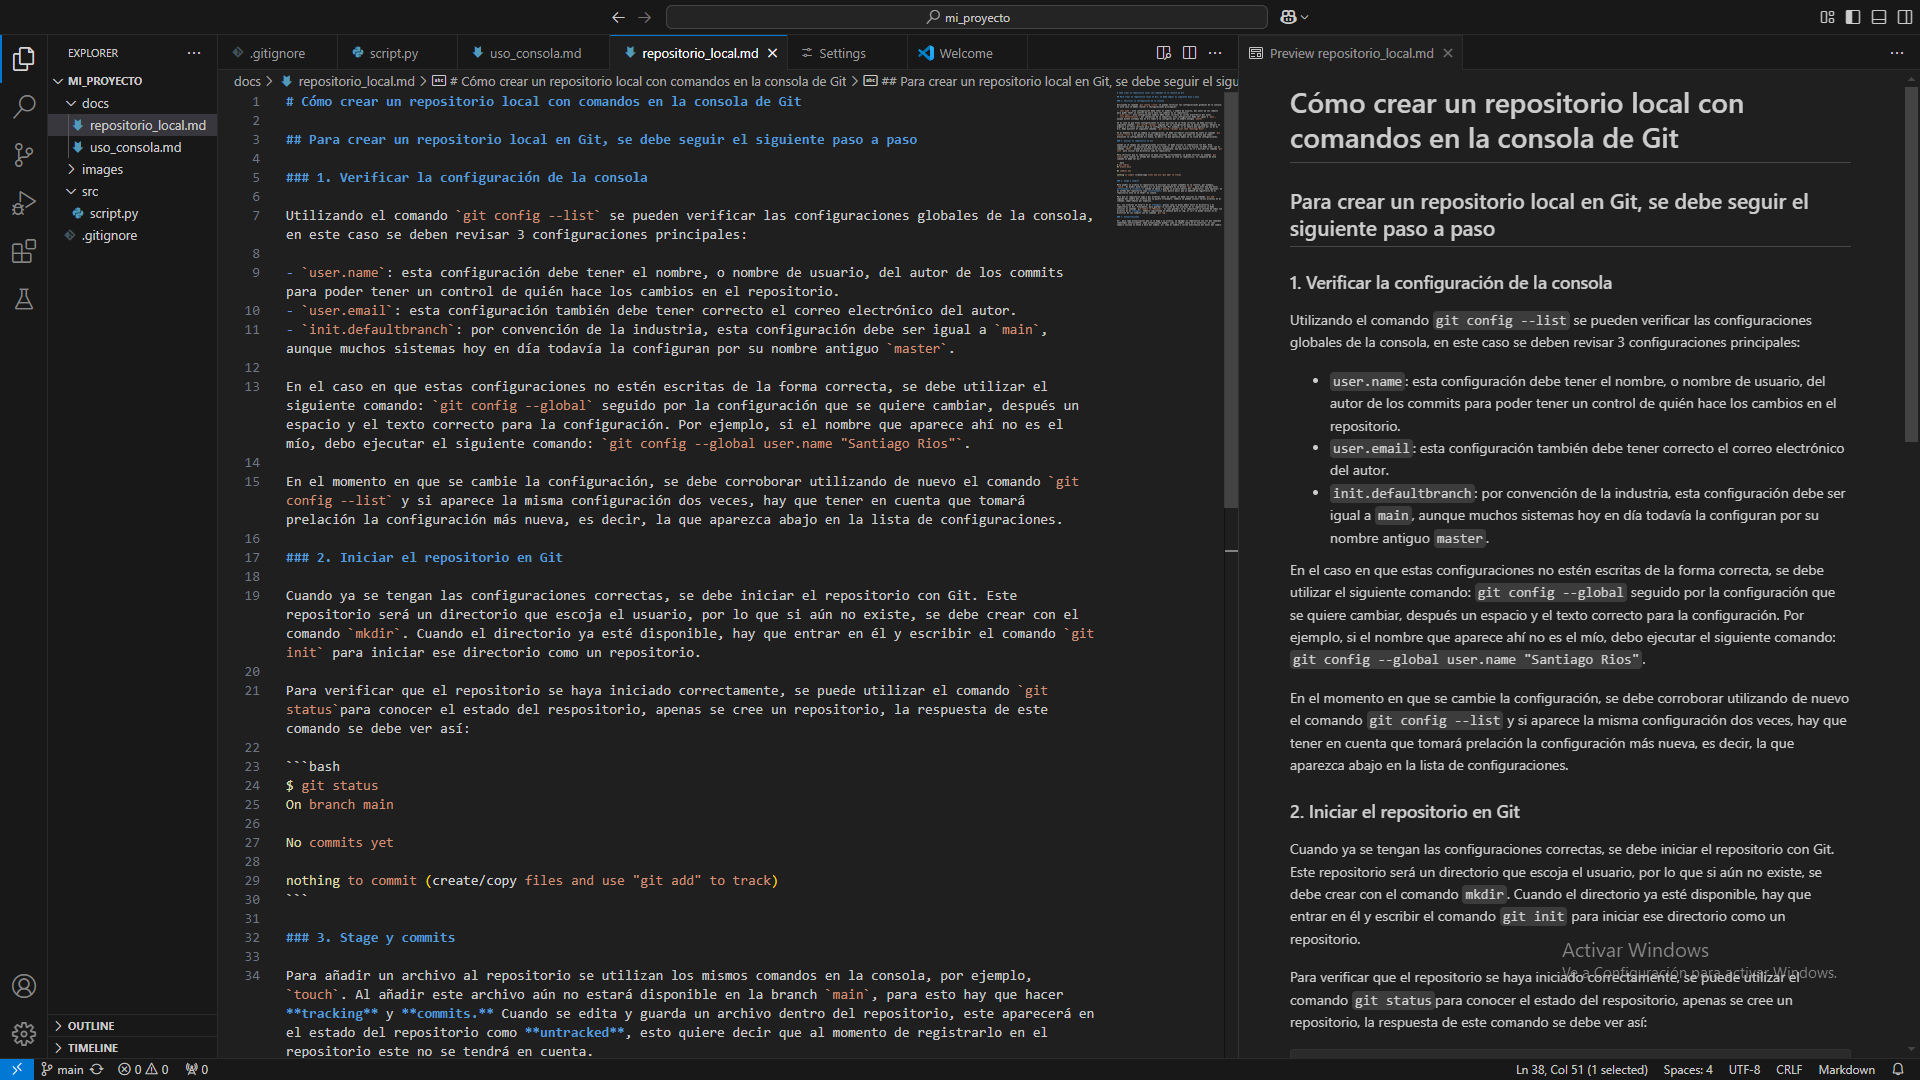 mi_proyecto
EXPLORER
MI_PROYECTO
docs
repositorio_local.md
uso_consola.md
images
src
script.py
.gitignore
OUTLINE
TIMELINE
.gitignore
script.py
uso_consola.md
repositorio_local.md
Settings
Welcome
docs > repositorio_local.md > # Cómo crear un repositorio local con comandos en la consola de Git > ## Para crear un repositorio local en Git, se debe seguir el sigu
1 # Cómo crear un repositorio local con comandos en la consola de Git
2
3 ## Para crear un repositorio local en Git, se debe seguir el siguiente paso a paso
4
5 ### 1. Verificar la configuración de la consola
6
7 Utilizando el comando `git config --list` se pueden verificar las configuraciones globales de la consola,
en este caso se deben revisar 3 configuraciones principales:
8
9 - `user.name`: esta configuración debe tener el nombre, o nombre de usuario, del autor de los commits
para poder tener un control de quién hace los cambios en el repositorio.
10 - `user.email`: esta configuración también debe tener correcto el correo electrónico del autor.
11 - `init.defaultbranch`: por convención de la industria, esta configuración debe ser igual a `main`,
aunque muchos sistemas hoy en día todavía la configuran por su nombre antiguo `master`.
12
13 En el caso en que estas configuraciones no estén escritas de la forma correcta, se debe utilizar el
siguiente comando: `git config --global` seguido por la configuración que se quiere cambiar, después un
espacio y el texto correcto para la configuración. Por ejemplo, si el nombre que aparece ahí no es el
mío, debo ejecutar el siguiente comando: `git config --global user.name "Santiago Rios"`.
14
15 En el momento en que se cambie la configuración, se debe corroborar utilizando de nuevo el comando `git
config --list` y si aparece la misma configuración dos veces, hay que tener en cuenta que tomará
prelación la configuración más nueva, es decir, la que aparezca abajo en la lista de configuraciones.
16
17 ### 2. Iniciar el repositorio en Git
18
19 Cuando ya se tengan las configuraciones correctas, se debe iniciar el repositorio con Git. Este
repositorio será un directorio que escoja el usuario, por lo que si aún no existe, se debe crear con el
comando `mkdir`. Cuando el directorio ya esté disponible, hay que entrar en él y escribir el comando `git
init` para iniciar ese directorio como un repositorio.
20
21 Para verificar que el repositorio se haya iniciado correctamente, se puede utilizar el comando `git
status`para conocer el estado del respositorio, apenas se cree un repositorio, la respuesta de este
comando se debe ver así:
22
23 ```bash
24 $ git status
25 On branch main
26
27 No commits yet
28
29 nothing to commit (create/copy files and use "git add" to track)
30 ```
31
32 ### 3. Stage y commits
33
34 Para añadir un archivo al repositorio se utilizan los mismos comandos en la consola, por ejemplo,
`touch`. Al añadir este archivo aún no estará disponible en la branch `main`, para esto hay que hacer
**tracking** y **commits.** Cuando se edita y guarda un archivo dentro del repositorio, este aparecerá en
el estado del repositorio como **untracked**, esto quiere decir que al momento de registrarlo en el
repositorio este no se tendrá en cuenta.
Preview repositorio_local.md
Cómo crear un repositorio local con
comandos en la consola de Git
Para crear un repositorio local en Git, se debe seguir el
siguiente paso a paso
1. Verificar la configuración de la consola
Utilizando el comando git config --list se pueden verificar las configuraciones
globales de la consola, en este caso se deben revisar 3 configuraciones principales:
• user.name: esta configuración debe tener el nombre, o nombre de usuario, del
autor de los commits para poder tener un control de quién hace los cambios en el
repositorio.
• user.email: esta configuración también debe tener correcto el correo electrónico
del autor.
• init.defaultbranch: por convención de la industria, esta configuración debe ser
igual a main, aunque muchos sistemas hoy en día todavía la configuran por su
nombre antiguo master.
En el caso en que estas configuraciones no estén escritas de la forma correcta, se debe
utilizar el siguiente comando: git config --global seguido por la configuración que
se quiere cambiar, después un espacio y el texto correcto para la configuración. Por
ejemplo, si el nombre que aparece ahí no es el mío, debo ejecutar el siguiente comando:
git config --global user.name "Santiago Rios".
En el momento en que se cambie la configuración, se debe corroborar utilizando de nuevo
el comando git config --list y si aparece la misma configuración dos veces, hay que
tener en cuenta que tomará prelación la configuración más nueva, es decir, la que
aparezca abajo en la lista de configuraciones.
2. Iniciar el repositorio en Git
Cuando ya se tengan las configuraciones correctas, se debe iniciar el repositorio con Git.
Este repositorio será un directorio que escoja el usuario, por lo que si aún no existe, se
debe crear con el comando mkdir. Cuando el directorio ya esté disponible, hay que
entrar en él y escribir el comando git init para iniciar ese directorio como un
repositorio.
Activar Windows
Ve a Configuración para activar Windows.
Para verificar que el repositorio se haya iniciado correctamente, se puede utilizar el
comando git status para conocer el estado del respositorio, apenas se cree un
repositorio, la respuesta de este comando se debe ver así:
main
0 0
0
Ln 38, Col 51 (1 selected)
Spaces: 4
UTF-8
CRLF
Markdown